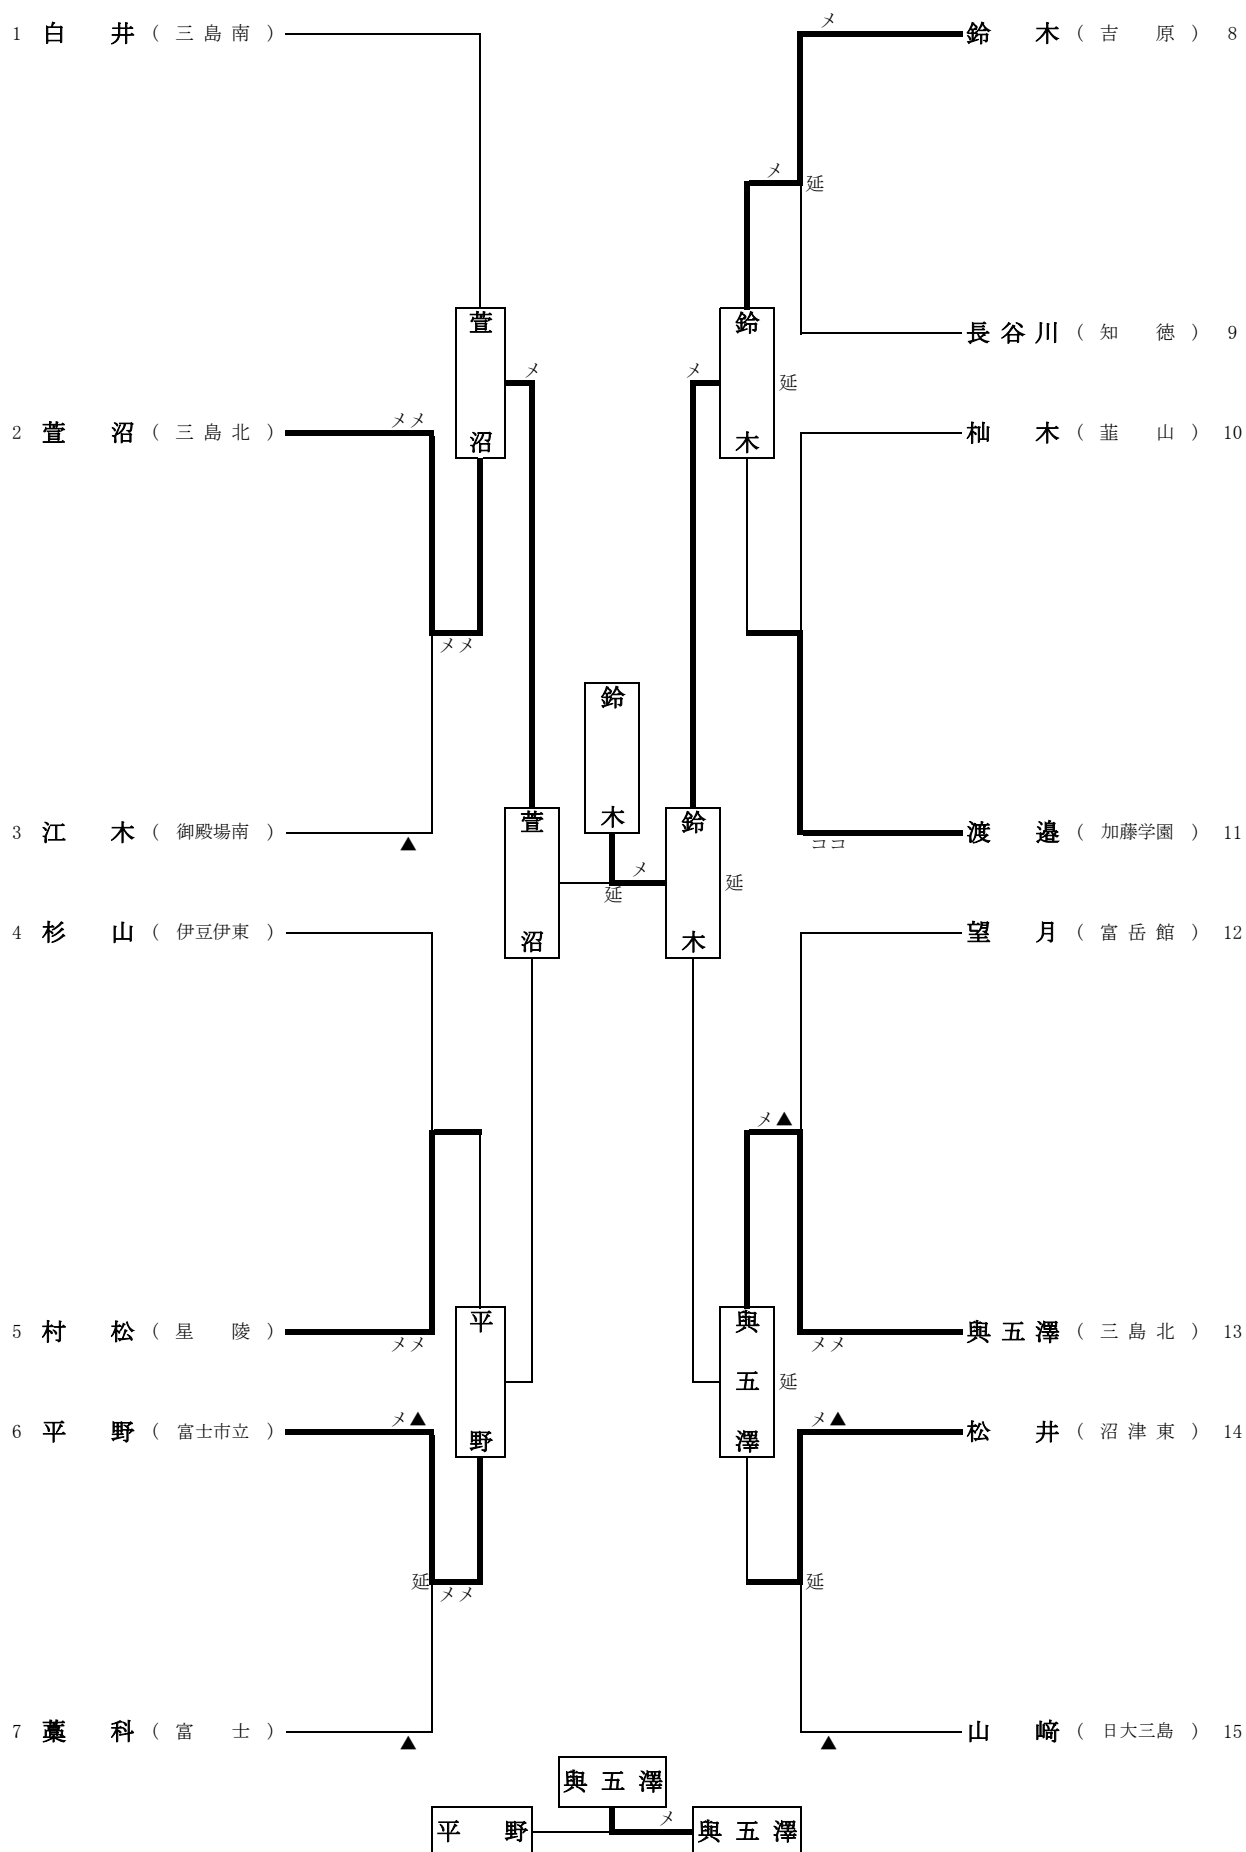 1 白井 (三島南)
2 萱沼 (三島北) メメ
メメ
3 江木 (御殿場南) ▲
4 杉山 (伊豆伊東)
5 村松 (星陵) メメ
6 平野 (富士市立) メ▲
延 メメ
7 藁科 (富士) ▲
萱沼 メ
平野
萱沼
鈴木
延 メ
鈴木 延
鈴木 メ 延
與五澤 延
メ 鈴木 (吉原) 8
メ 延
長谷川 (知徳) 9
杣木 (韮山) 10
ココ 渡邉 (加藤学園) 11
望月 (富岳館) 12
メ▲
メメ 與五澤 (三島北) 13
メ▲ 松井 (沼津東) 14
延
▲ 山﨑 (日大三島) 15
與五澤
平野 メ 與五澤